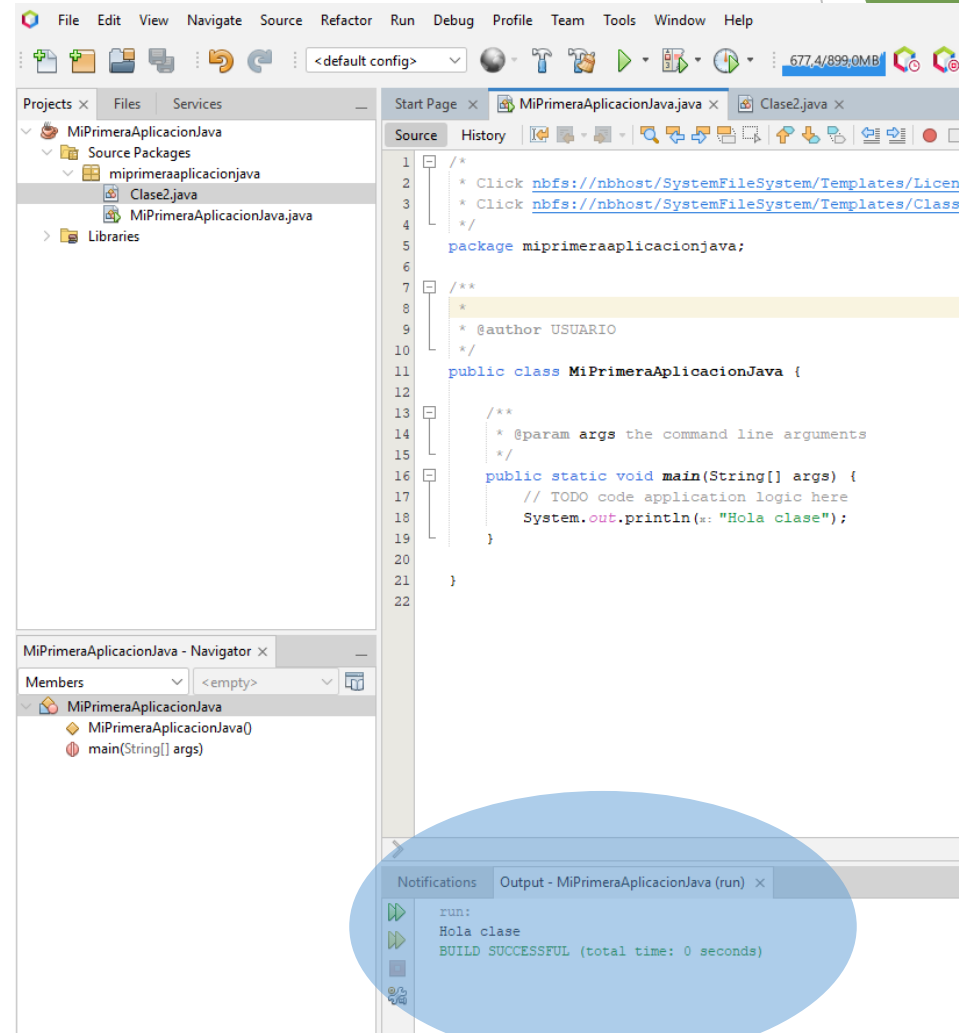 File Edit View Navigate Source Refactor Run Debug Profile Team Tools Window Help
<default config>
677,4/899,0MB
Projects
Files
Services
MiPrimeraAplicacionJava
Source Packages
miprimeraaplicacionjava
Clase2.java
MiPrimeraAplicacionJava.java
Libraries
Start Page
MiPrimeraAplicacionJava.java
Clase2.java
Source History
1 /*
2 * Click nbfs://nbhost/SystemFileSystem/Templates/Licen
3 * Click nbfs://nbhost/SystemFileSystem/Templates/Class
4 */
5 package miprimeraaplicacionjava;
6
7 /**
8 *
9 * @author USUARIO
10 */
11 public class MiPrimeraAplicacionJava {
12
13 /**
14 * @param args the command line arguments
15 */
16 public static void main(String[] args) {
17 // TODO code application logic here
18 System.out.println(x: "Hola clase");
19 }
20
21 }
22
MiPrimeraAplicacionJava - Navigator
Members
<empty>
MiPrimeraAplicacionJava
MiPrimeraAplicacionJava()
main(String[] args)
Notifications
Output - MiPrimeraAplicacionJava (run)
run:
Hola clase
BUILD SUCCESSFUL (total time: 0 seconds)